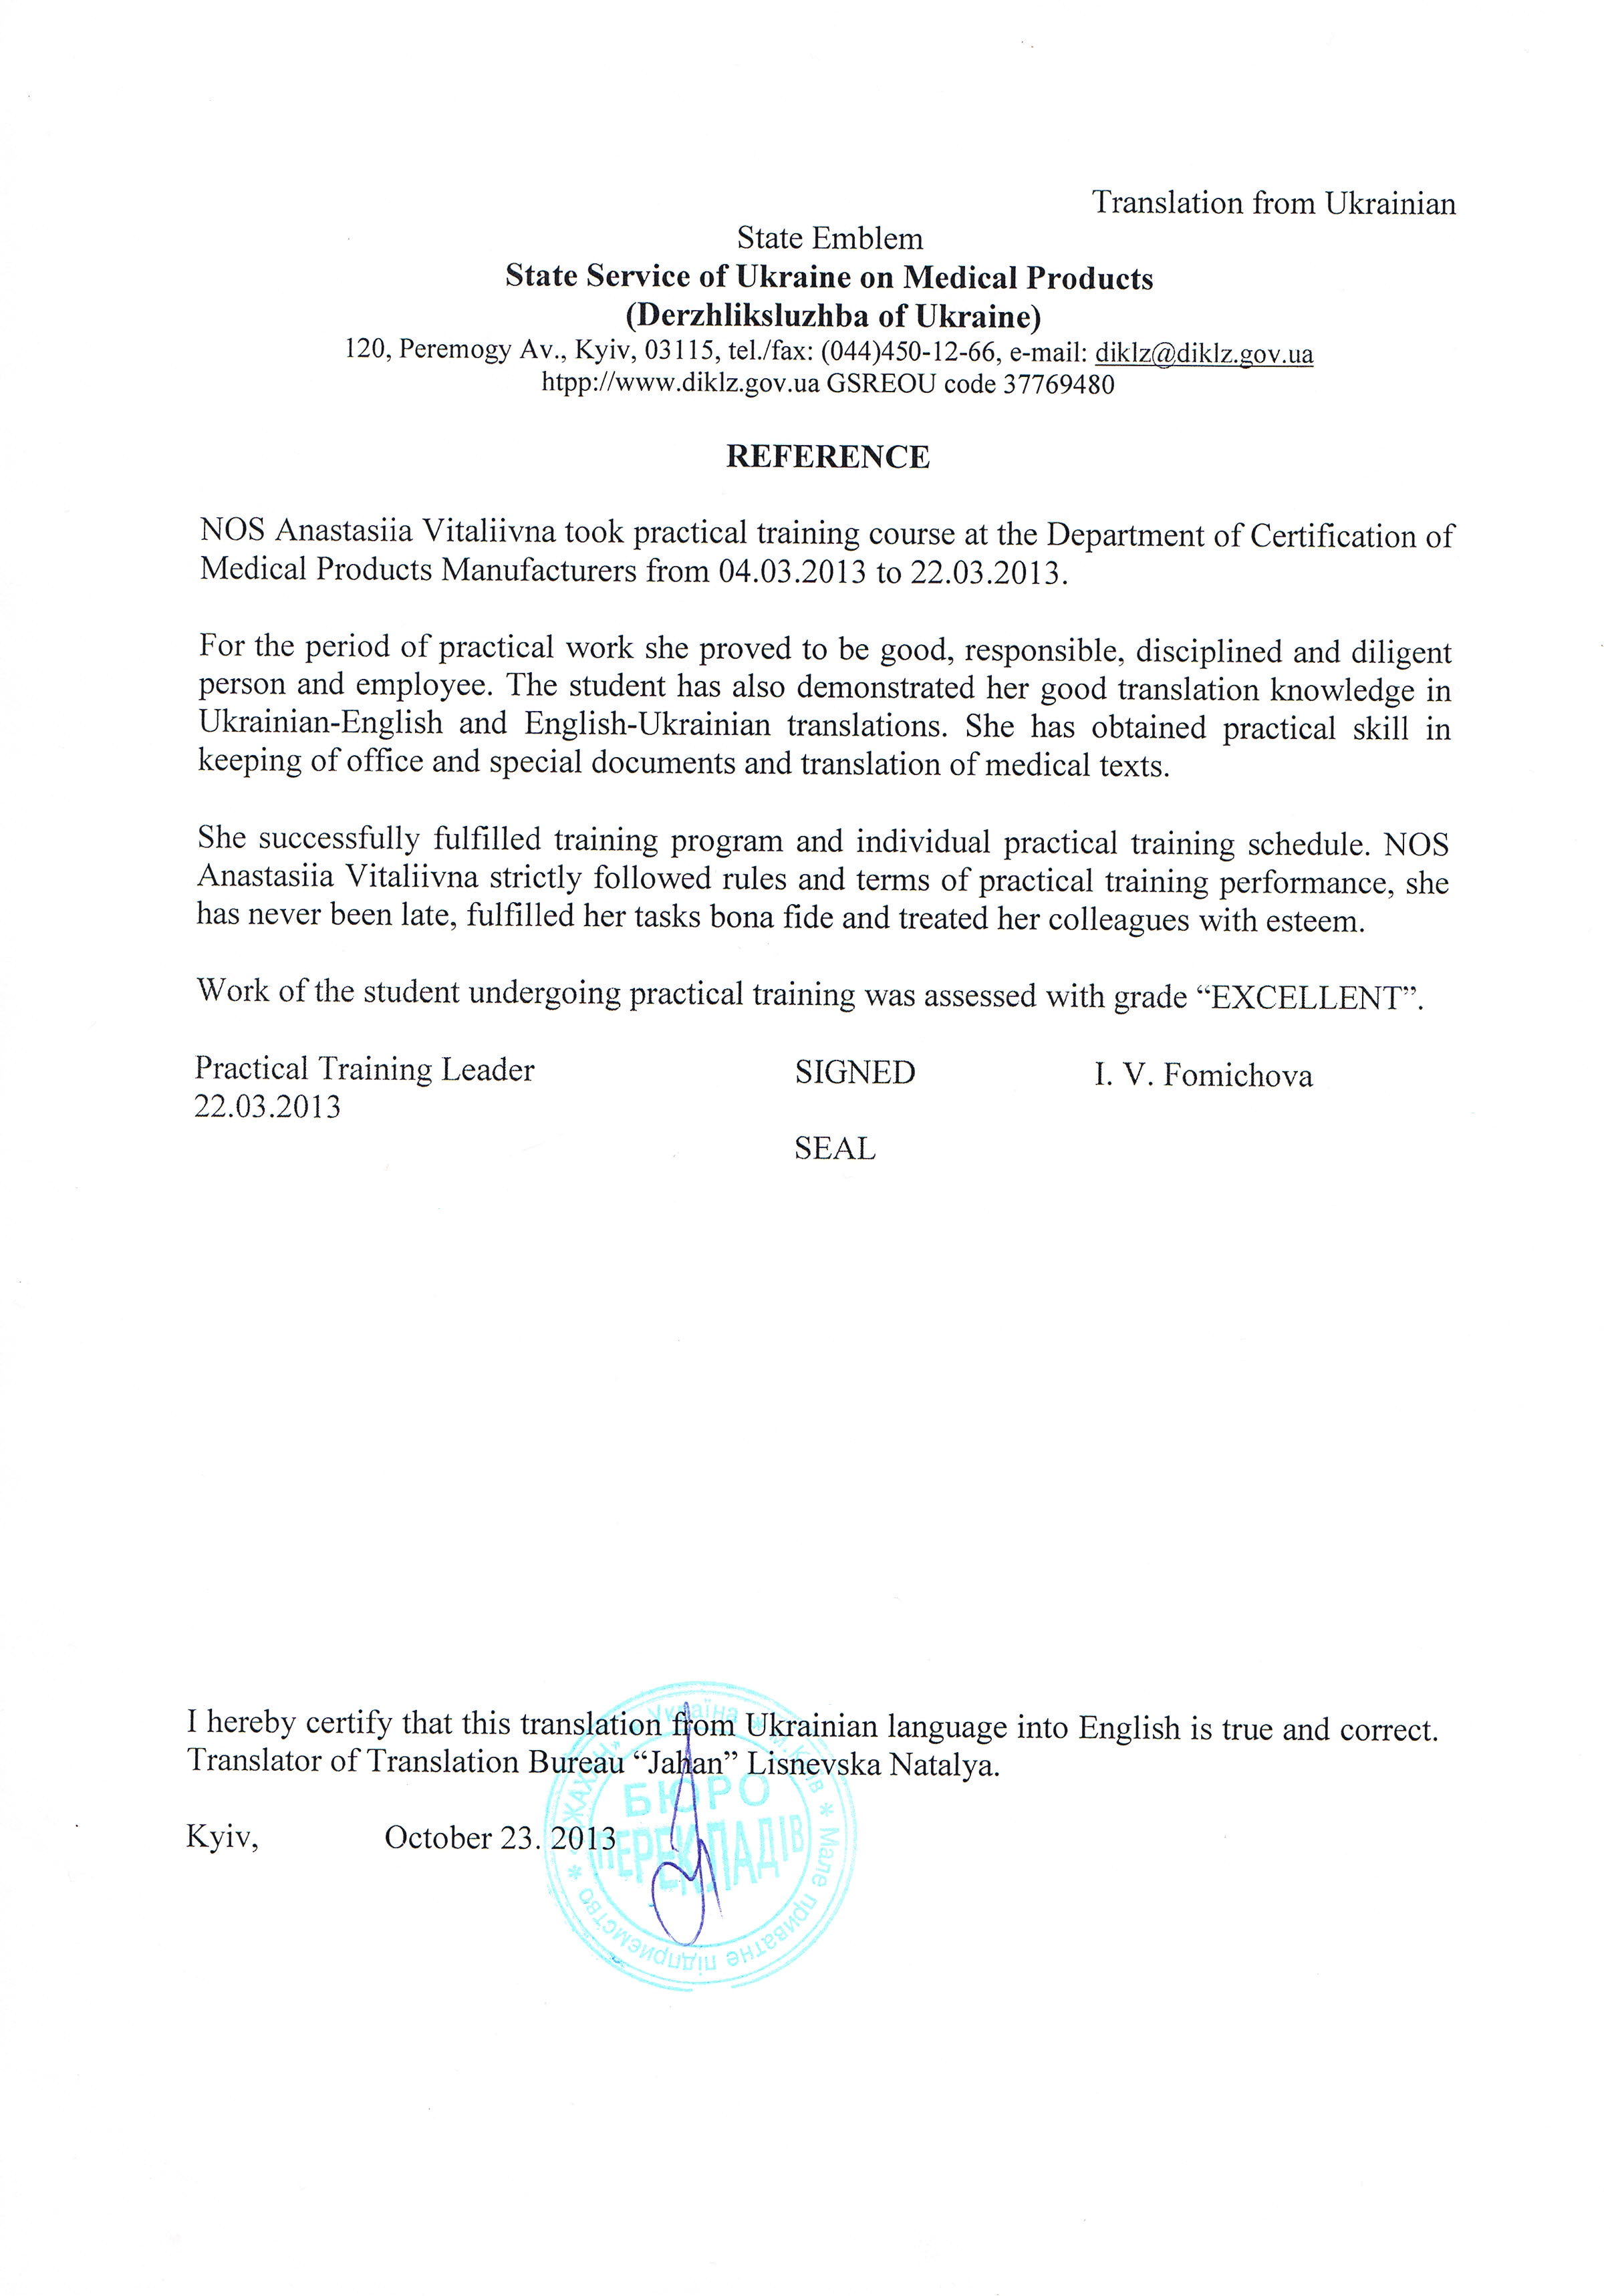 Translation from Ukrainian
State Emblem
State Service of Ukraine on Medical Products
(Derzhliksluzhba of Ukraine)
120, Peremogy Av., Kyiv, 03115, tel./fax: (044)450-12-66, e-mail: diklz@diklz.gov.ua
htpp://www.diklz.gov.ua GSREOU code 37769480
REFERENCE
NOS Anastasiia Vitaliivna took practical training course at the Department of Certification of
Medical Products Manufacturers from 04.03.2013 to 22.03.2013.
For the period of practical work she proved to be good, responsible, disciplined and diligent
person and employee. The student has also demonstrated her good translation knowledge in
Ukrainian-English and English-Ukrainian translations. She has obtained practical skill in
keeping of office and special documents and translation of medical texts.
She successfully fulfilled training program and individual practical training schedule. NOS
Anastasiia Vitaliivna strictly followed rules and terms of practical training performance, she
has never been late, fulfilled her tasks bona fide and treated her colleagues with esteem.
Work of the student undergoing practical training was assessed with grade “EXCELLENT”.
Practical Training Leader SIGNED I. V. Fomichova
22.03.2013
SEAL
I hereby certify that this translation from Ukrainian language into English is true and correct.
Translator of Translation Bureau “Jahan” Lisnevska Natalya.
Kyiv, October 23. 2013
Україна * м. Київ * Мале приватне підприємство *
БЮРО
ПЕРЕКЛАДІВ